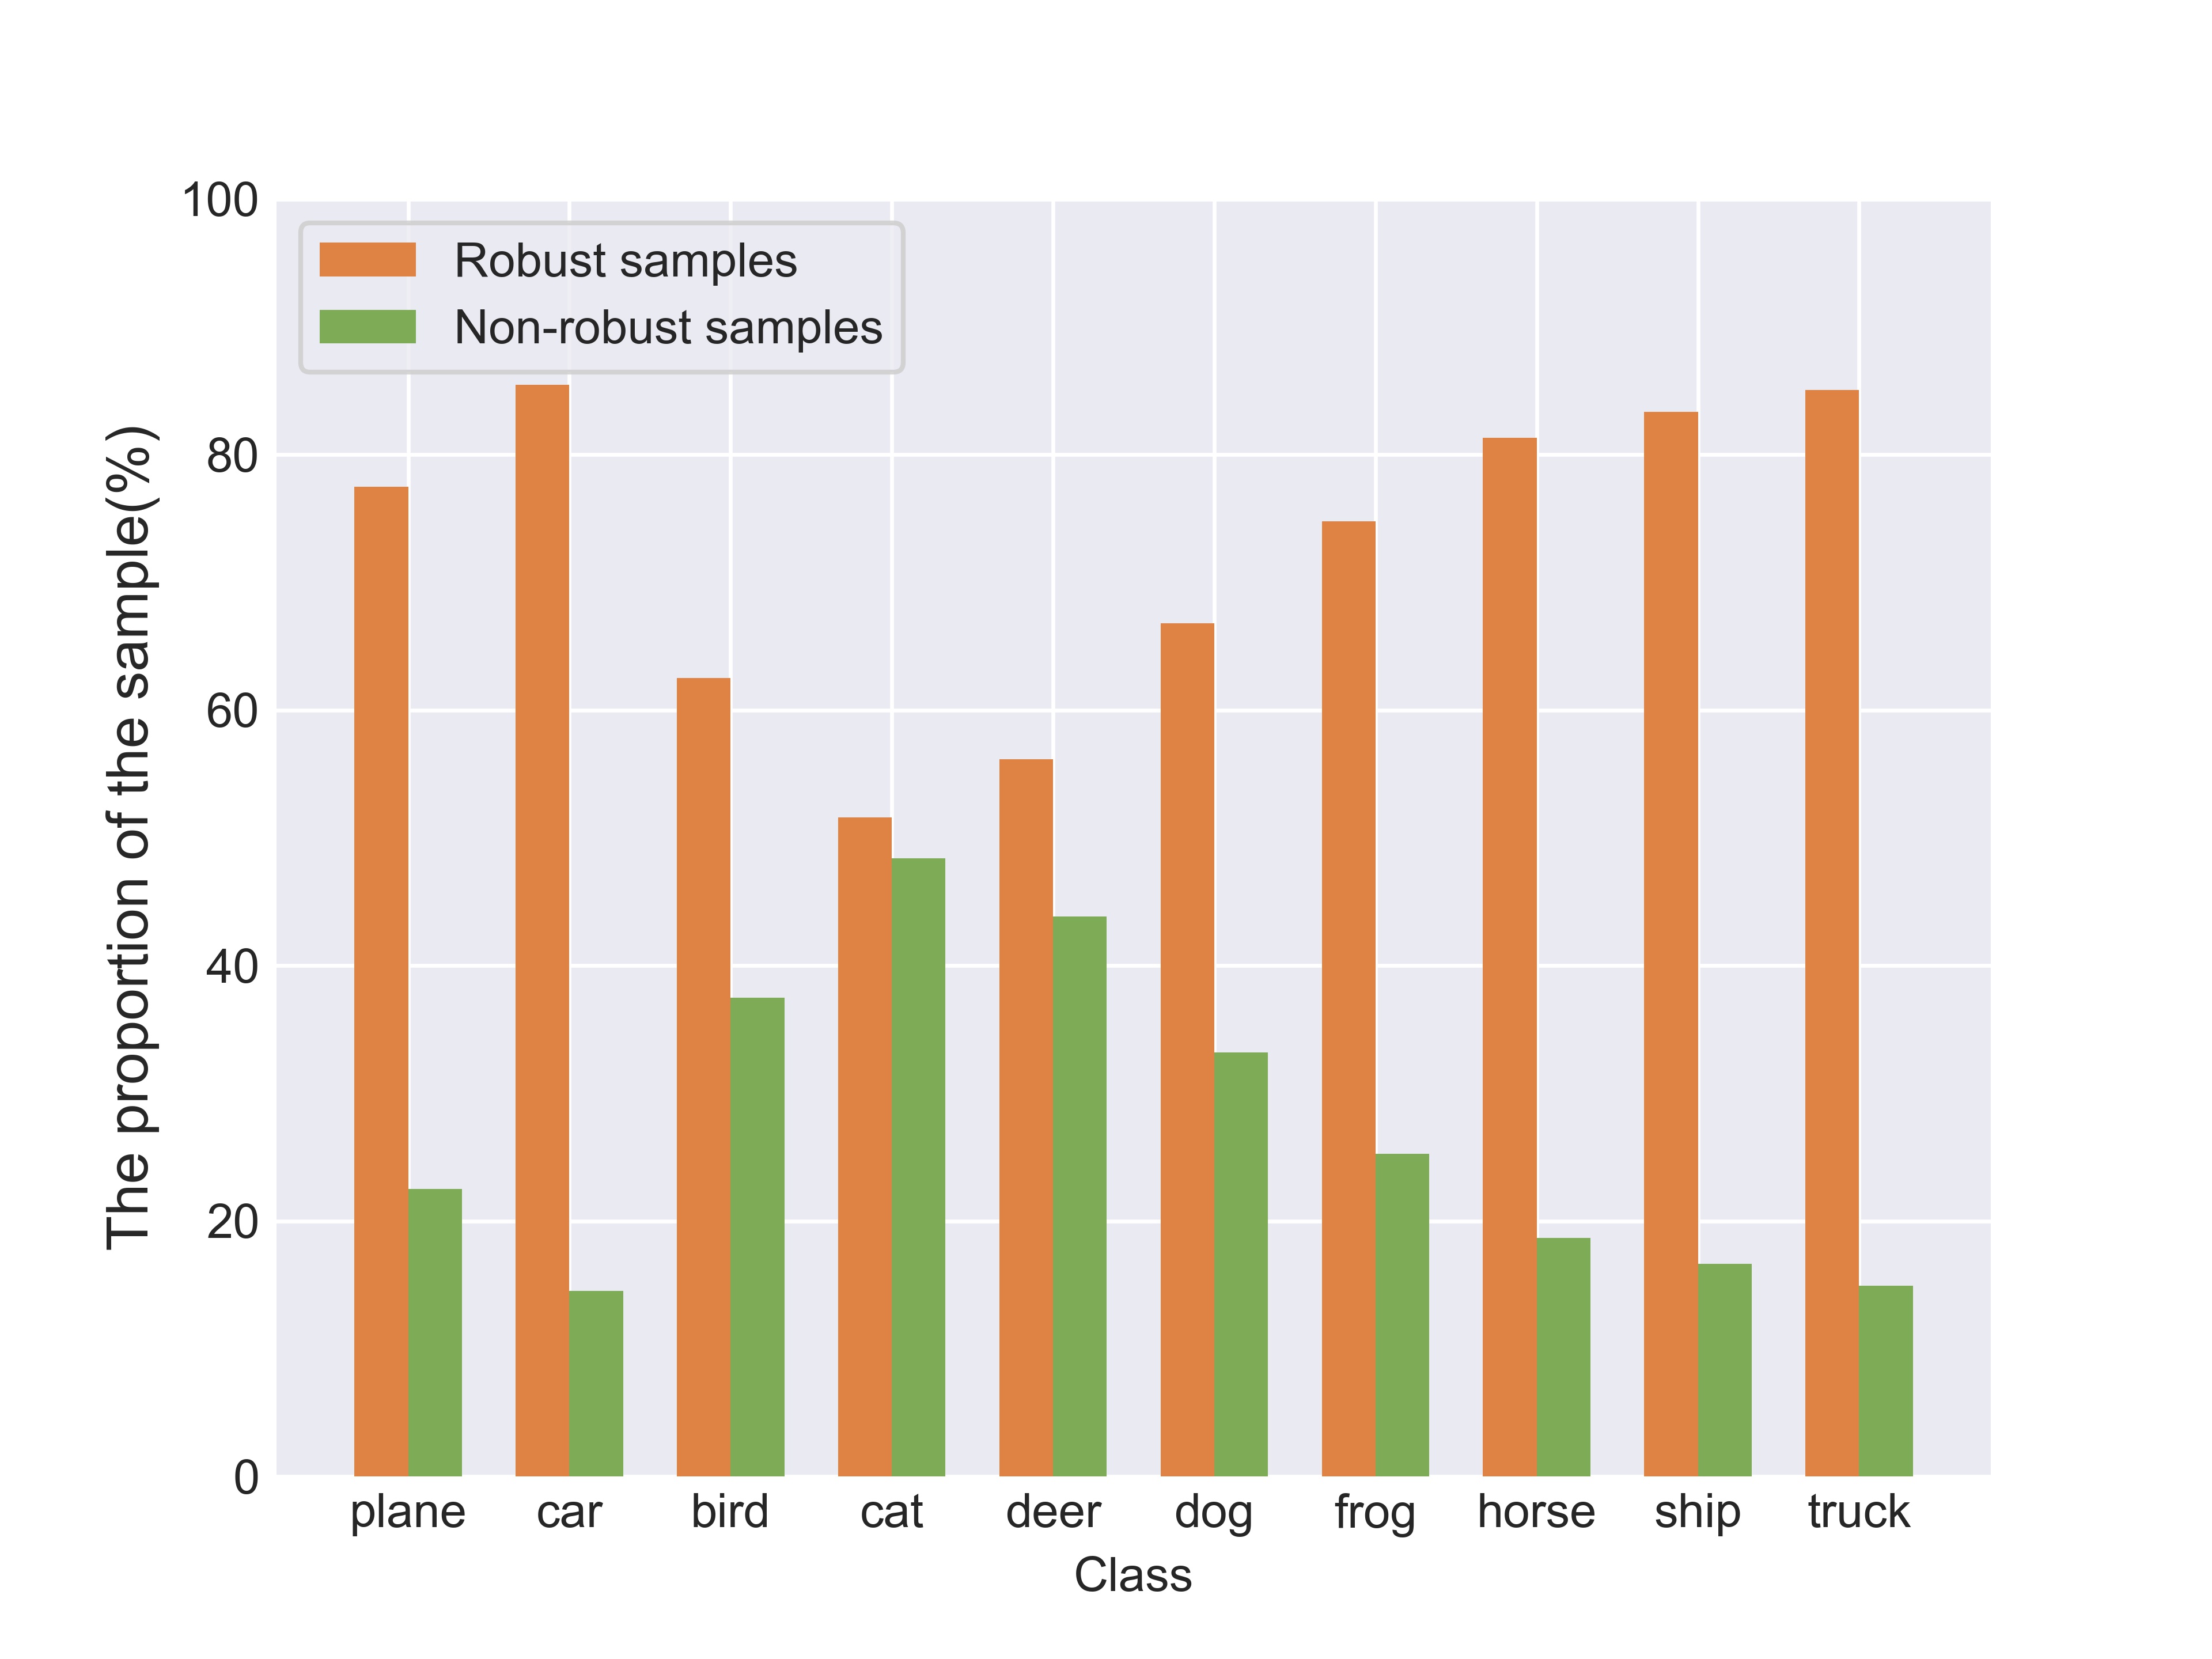 100
80
60
40
20
0
The proportion of the sample(%)
Robust samples
Non-robust samples
plane car bird cat deer dog frog horse ship truck
Class